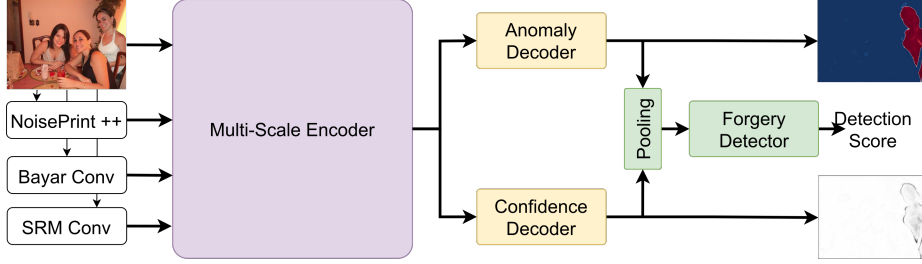 NoisePrint ++
Bayar Conv
SRM Conv
Multi-Scale Encoder
Anomaly
Decoder
Confidence
Decoder
Pooling
Forgery
Detector
Detection
Score